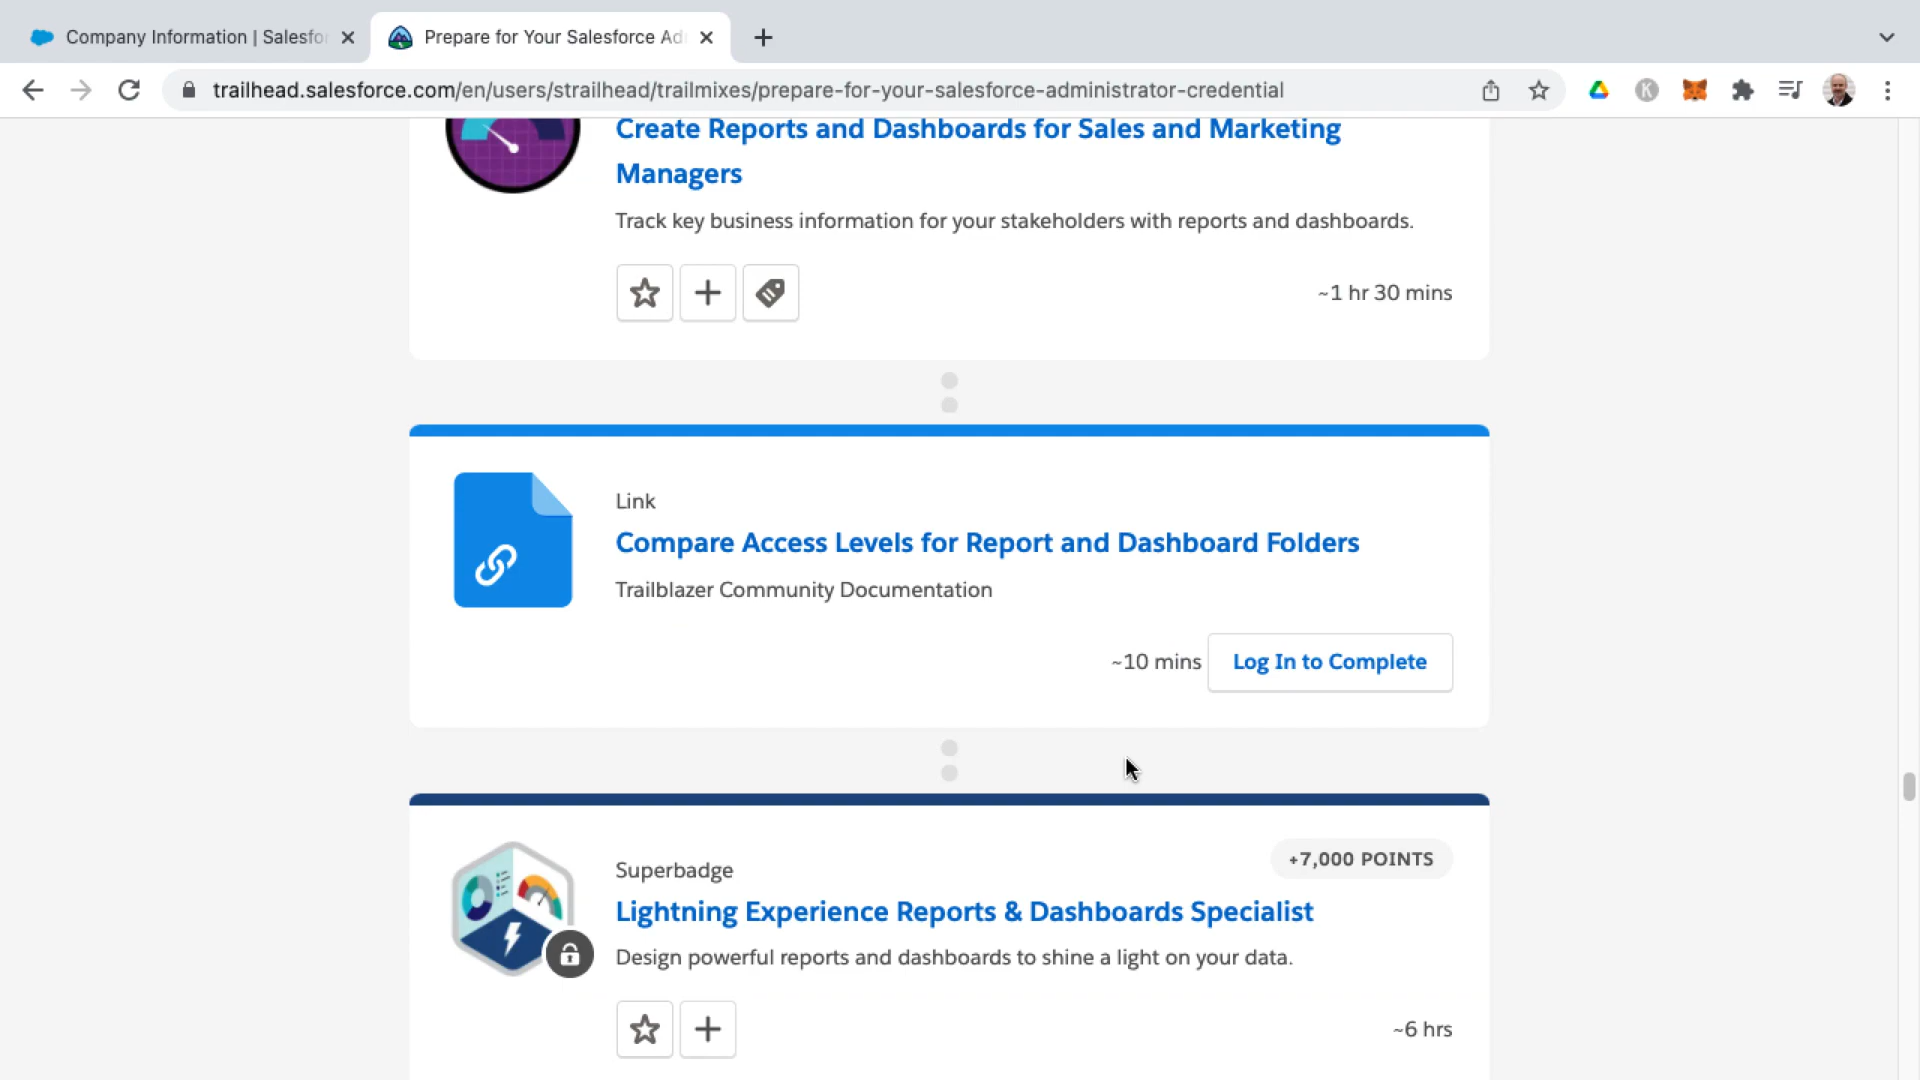 Company Information | Salesfo
Prepare for Your Salesforce Ad
trailhead.salesforce.com/en/users/strailhead/trailmixes/prepare-for-your-salesforce-administrator-credential
K
Create Reports and Dashboards for Sales and Marketing
Managers
Track key business information for your stakeholders with reports and dashboards.
~1 hr 30 mins
Link
Compare Access Levels for Report and Dashboard Folders
Trailblazer Community Documentation
~10 mins
Log In to Complete
+7,000 POINTS
Superbadge
Lightning Experience Reports & Dashboards Specialist
Design powerful reports and dashboards to shine a light on your data.
~6 hrs